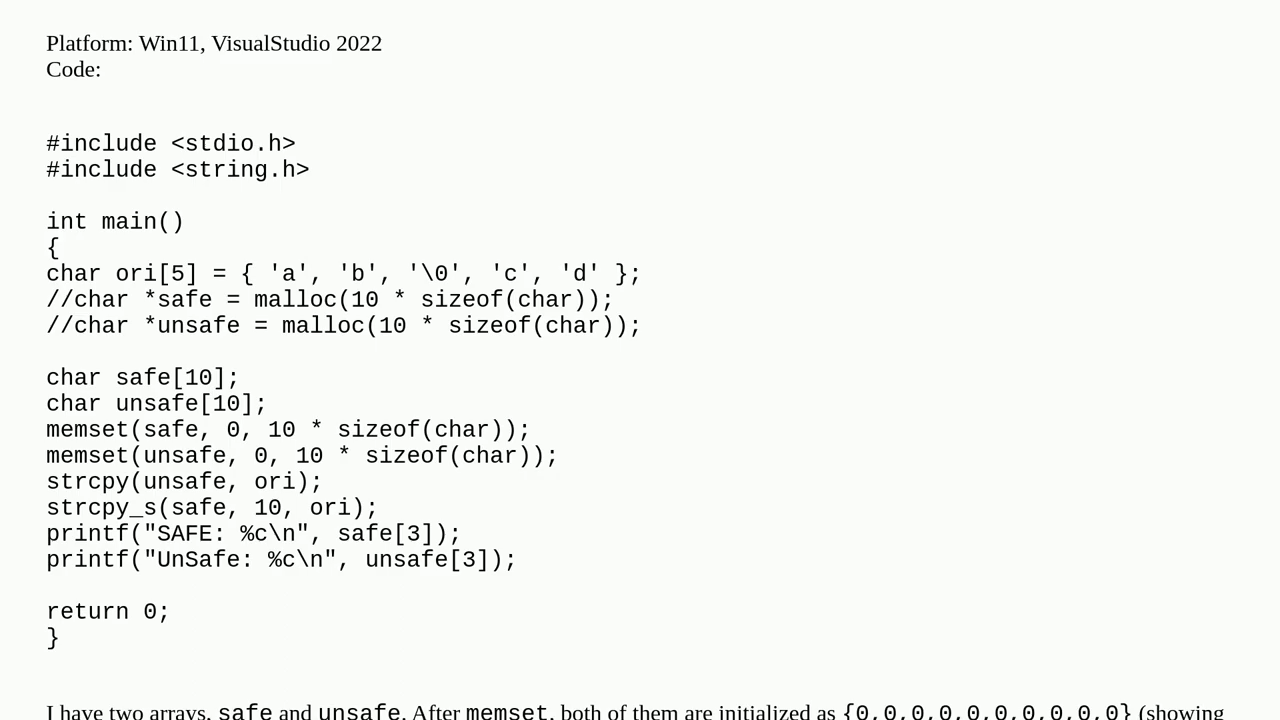 Platform: Win11, VisualStudio 2022
Code:
#include <stdio.h>
#include <string.h>
int main()
{
char ori[5] = { 'a', 'b', '\0', 'c', 'd' };
//char *safe = malloc(10 * sizeof(char));
//char *unsafe = malloc(10 * sizeof(char));
char safe[10];
char unsafe[10];
memset(safe, 0, 10 * sizeof(char));
memset(unsafe, 0, 10 * sizeof(char));
strcpy(unsafe, ori);
strcpy_s(safe, 10, ori);
printf("SAFE: %c\n", safe[3]);
printf("UnSafe: %c\n", unsafe[3]);
return 0;
}
I have two arrays, safe and unsafe. After memset, both of them are initialized as {0,0,0,0,0,0,0,0,0,0} (showing